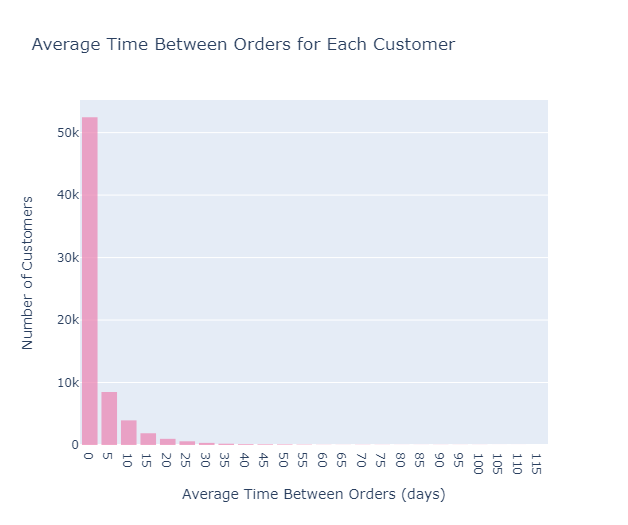 Average Time Between Orders for Each Customer
Number of Customers
50k
40k
30k
20k
10k
0
0 5 10 15 20 25 30 35 40 45 50 55 60 65 70 75 80 85 90 95 100 105 110 115
Average Time Between Orders (days)